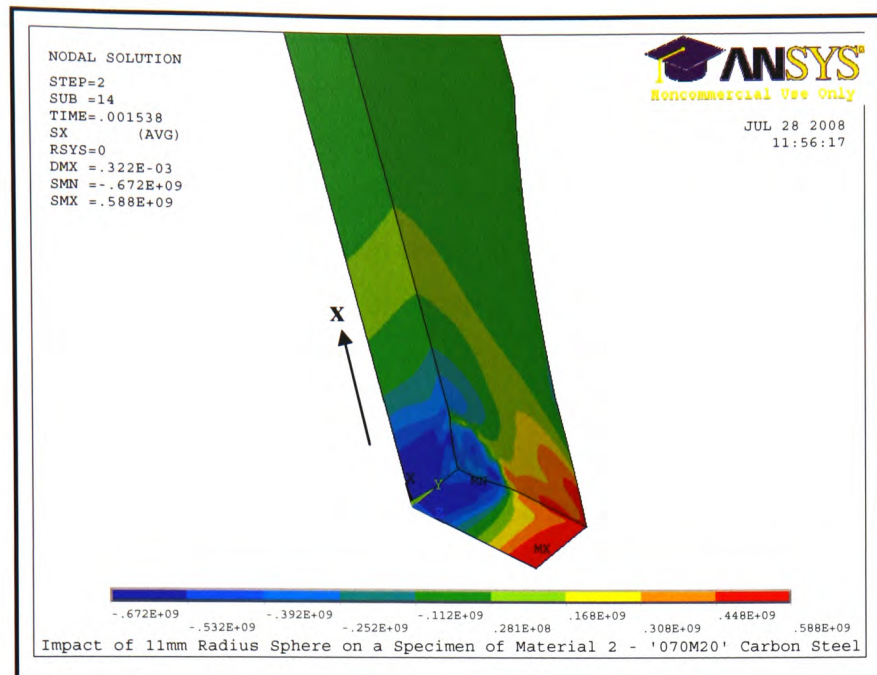 NODAL SOLUTION
STEP=2
SUB =14
TIME=.001538
SX (AVG)
RSYS=0
DMX =.322E-03
SMN =-.672E+09
SMX =.588E+09
ANSYS
Noncommercial Use Only
JUL 28 2008
11:56:17
X
X
Y
MN
MX
-.672E+09 -.532E+09 -.392E+09 -.252E+09 -.112E+09 .281E+08 .168E+09 .308E+09 .448E+09 .588E+09
Impact of 11mm Radius Sphere on a Specimen of Material 2 - '070M20' Carbon Steel